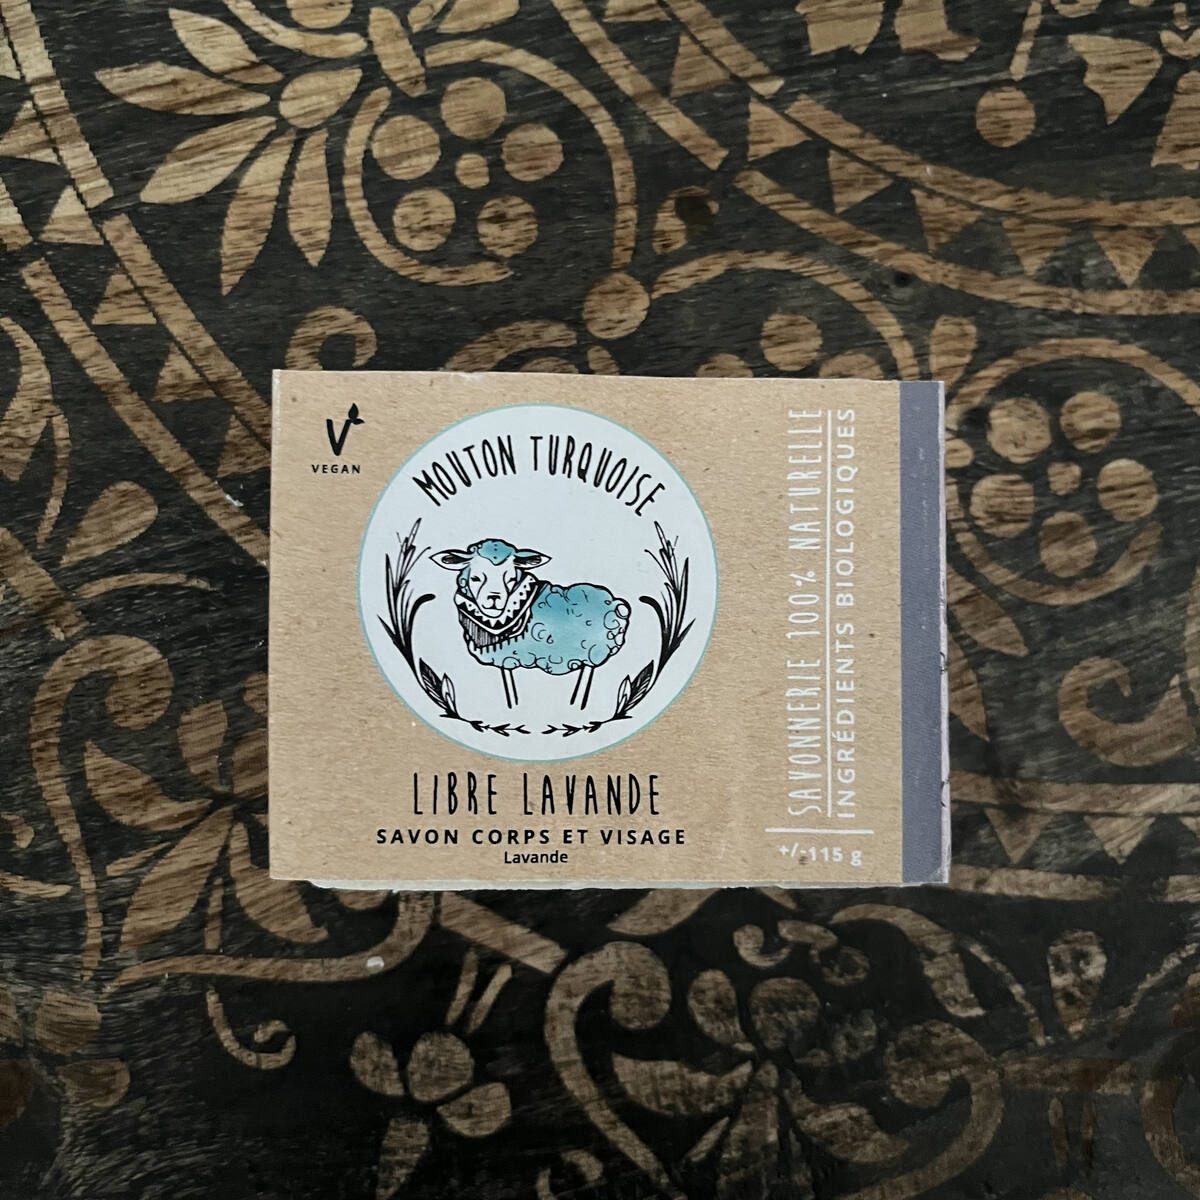 V
VEGAN
MOUTON TURQUOISE
LIBRE LAVANDE
SAVON CORPS ET VISAGE
Lavande
SAVONNERIE 100% NATURELLE
INGRÉDIENTS BIOLOGIQUES
+/-115 g